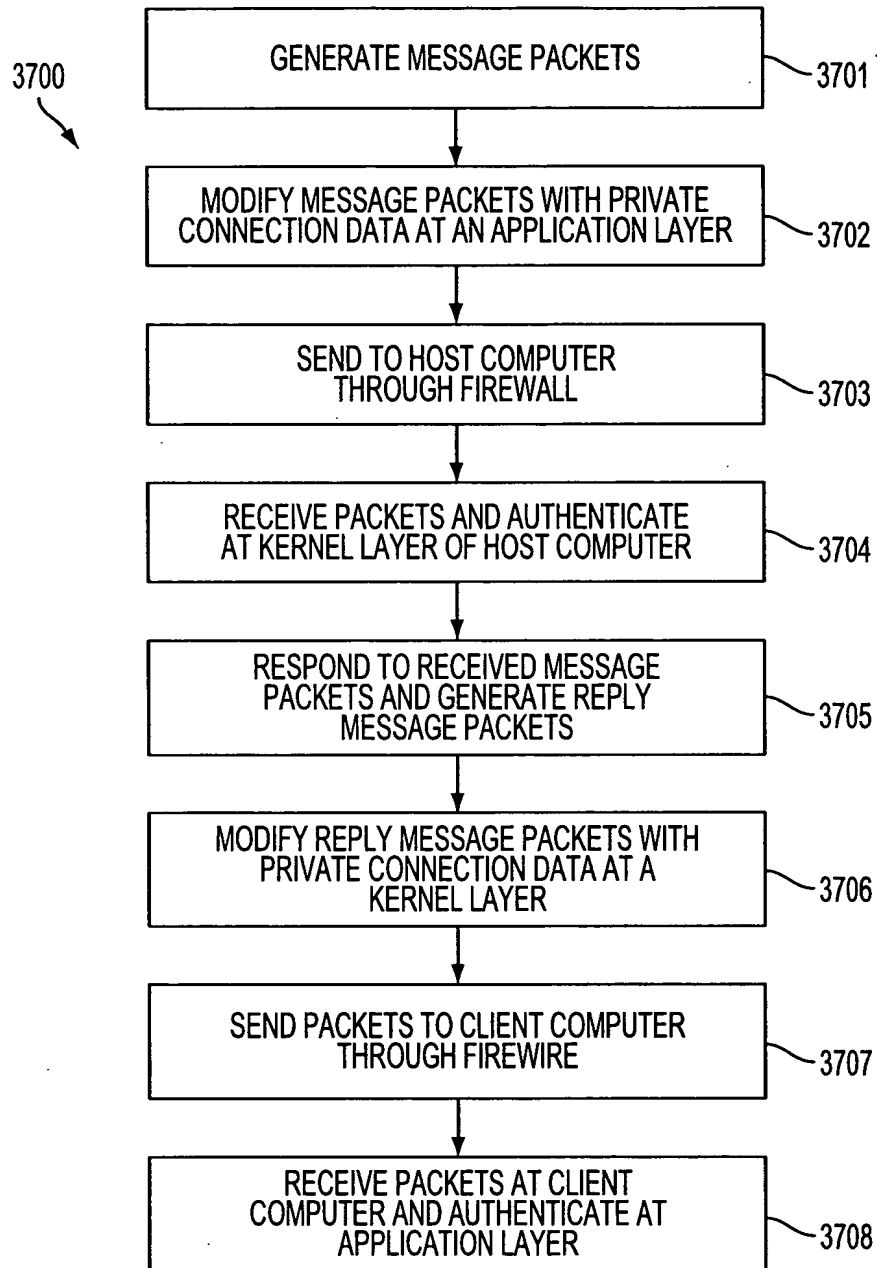 3700
GENERATE MESSAGE PACKETS
3701
MODIFY MESSAGE PACKETS WITH PRIVATE
CONNECTION DATA AT AN APPLICATION LAYER
3702
SEND TO HOST COMPUTER
THROUGH FIREWALL
3703
RECEIVE PACKETS AND AUTHENTICATE
AT KERNEL LAYER OF HOST COMPUTER
3704
RESPOND TO RECEIVED MESSAGE
PACKETS AND GENERATE REPLY
MESSAGE PACKETS
3705
MODIFY REPLY MESSAGE PACKETS WITH
PRIVATE CONNECTION DATA AT A
KERNEL LAYER
3706
SEND PACKETS TO CLIENT COMPUTER
THROUGH FIREWIRE
3707
RECEIVE PACKETS AT CLIENT
COMPUTER AND AUTHENTICATE AT
APPLICATION LAYER
3708